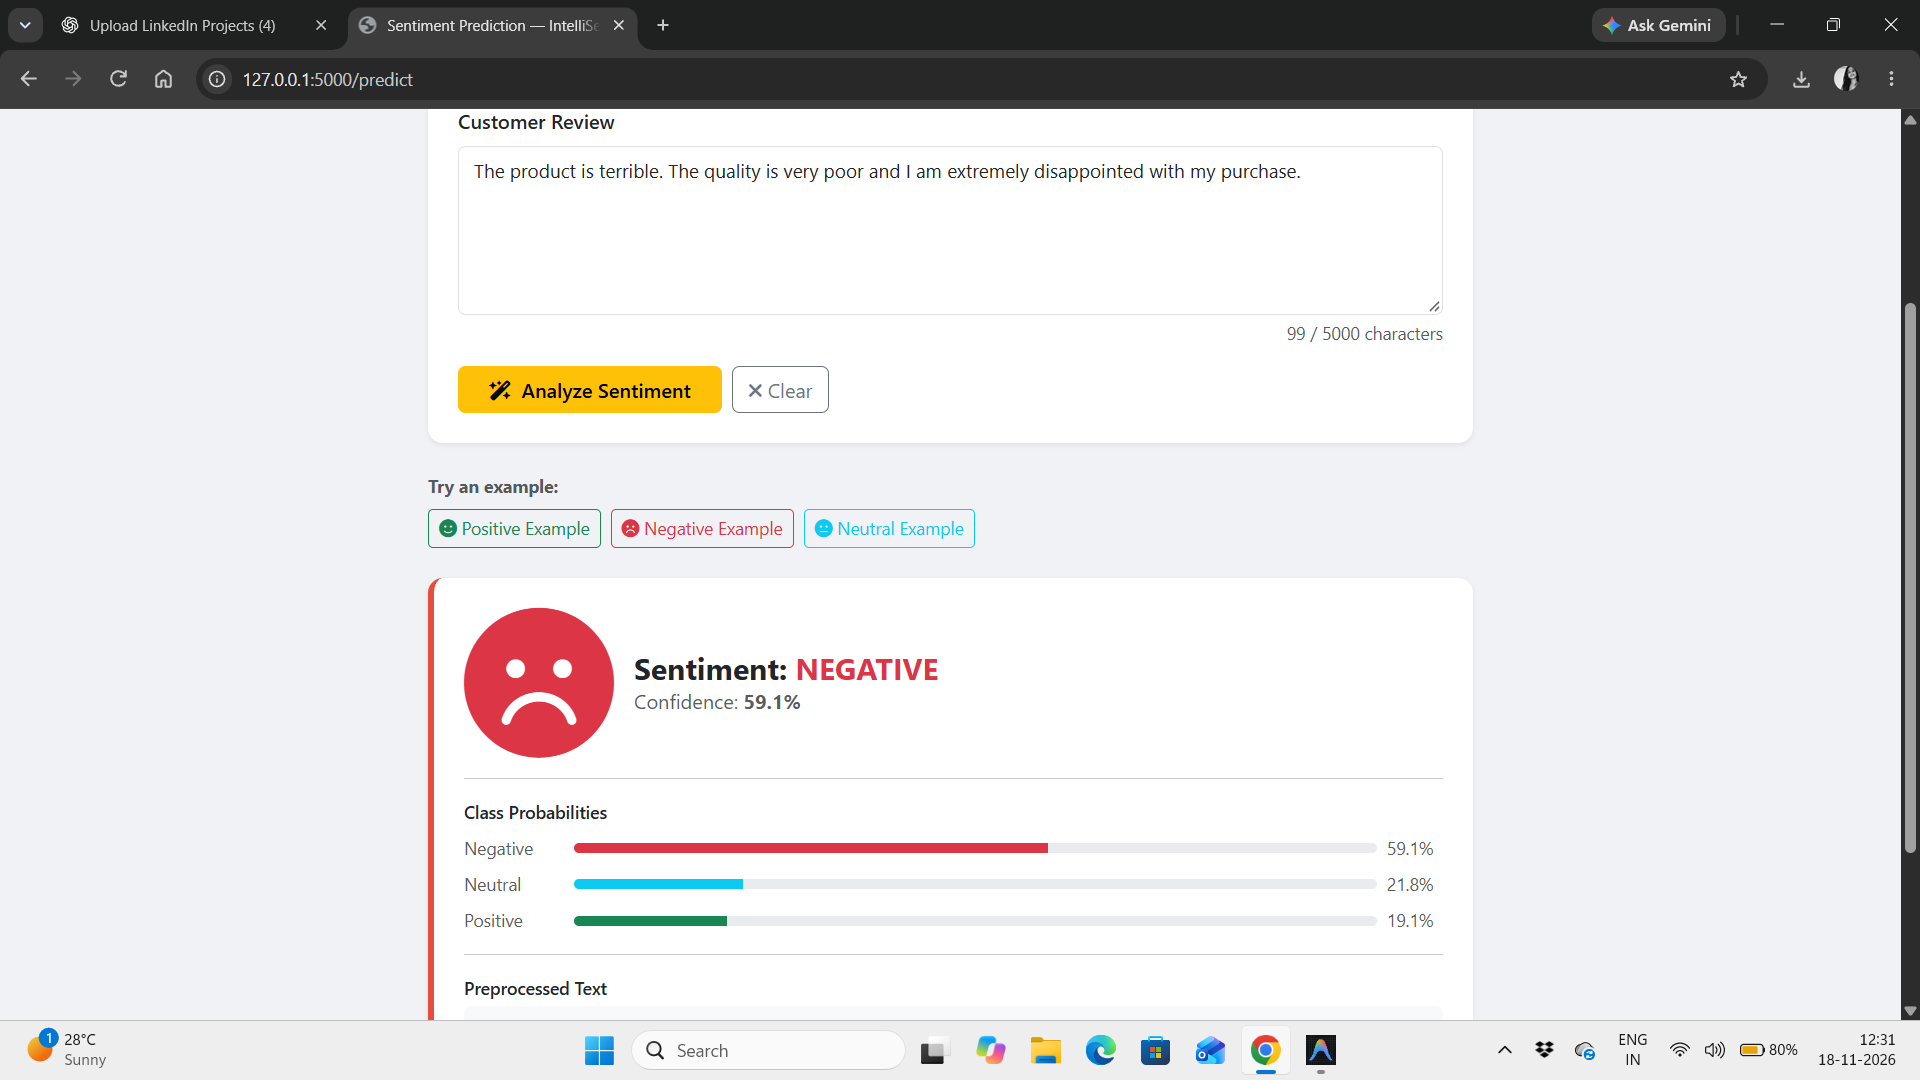 Upload LinkedIn Projects (4)
Sentiment Prediction — IntelliSe
Ask Gemini
127.0.0.1:5000/predict
Customer Review
The product is terrible. The quality is very poor and I am extremely disappointed with my purchase.
99 / 5000 characters
Analyze Sentiment
Clear
Try an example:
Positive Example
Negative Example
Neutral Example
Sentiment: NEGATIVE
Confidence: 59.1%
Class Probabilities
Negative 59.1%
Neutral 21.8%
Positive 19.1%
Preprocessed Text
1
28°C
Sunny
Search
ENG
IN
80%
12:31
18-11-2026